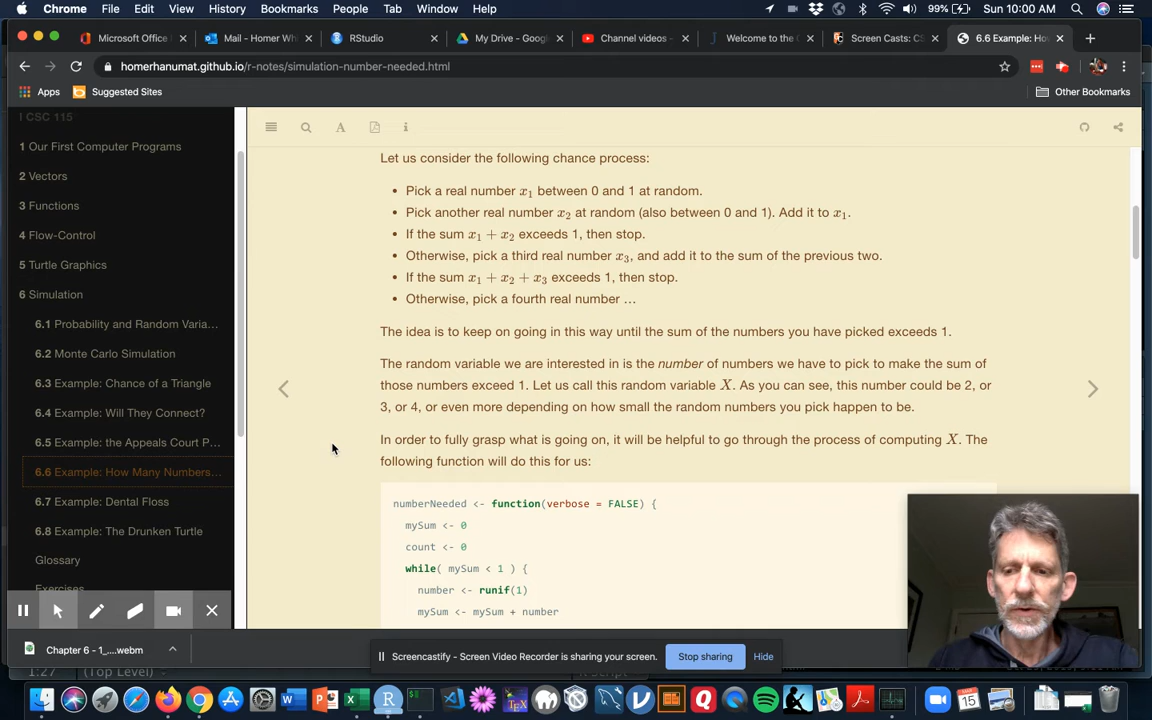 Chrome File Edit View History Bookmarks People Tab Window Help 99% Sun 10:00 AM
Microsoft Office
Mail - Homer Wh
RStudio
My Drive - Goog
Channel videos -
Welcome to the
Screen Casts: CS
6.6 Example: Ho
homerhanumat.github.io/r-notes/simulation-number-needed.html
Apps Suggested Sites Other Bookmarks
I CSC 115
1 Our First Computer Programs
2 Vectors
3 Functions
4 Flow-Control
5 Turtle Graphics
6 Simulation
6.1 Probability and Random Varia…
6.2 Monte Carlo Simulation
6.3 Example: Chance of a Triangle
6.4 Example: Will They Connect?
6.5 Example: the Appeals Court P…
6.6 Example: How Many Numbers…
6.7 Example: Dental Floss
6.8 Example: The Drunken Turtle
Glossary
Exercises
Let us consider the following chance process:
• Pick a real number x₁ between 0 and 1 at random.
• Pick another real number x₂ at random (also between 0 and 1). Add it to x₁.
• If the sum x₁ + x₂ exceeds 1, then stop.
• Otherwise, pick a third real number x₃, and add it to the sum of the previous two.
• If the sum x₁ + x₂ + x₃ exceeds 1, then stop.
• Otherwise, pick a fourth real number …
The idea is to keep on going in this way until the sum of the numbers you have picked exceeds 1.
The random variable we are interested in is the number of numbers we have to pick to make the sum of
those numbers exceed 1. Let us call this random variable X. As you can see, this number could be 2, or
3, or 4, or even more depending on how small the random numbers you pick happen to be.
In order to fully grasp what is going on, it will be helpful to go through the process of computing X. The
following function will do this for us:
numberNeeded <- function(verbose = FALSE) {
mySum <- 0
count <- 0
while( mySum < 1 ) {
number <- runif(1)
mySum <- mySum + number
Chapter 6 - 1_....webm
Screencastify - Screen Video Recorder is sharing your screen. Stop sharing Hide
1:27 (Top Level)